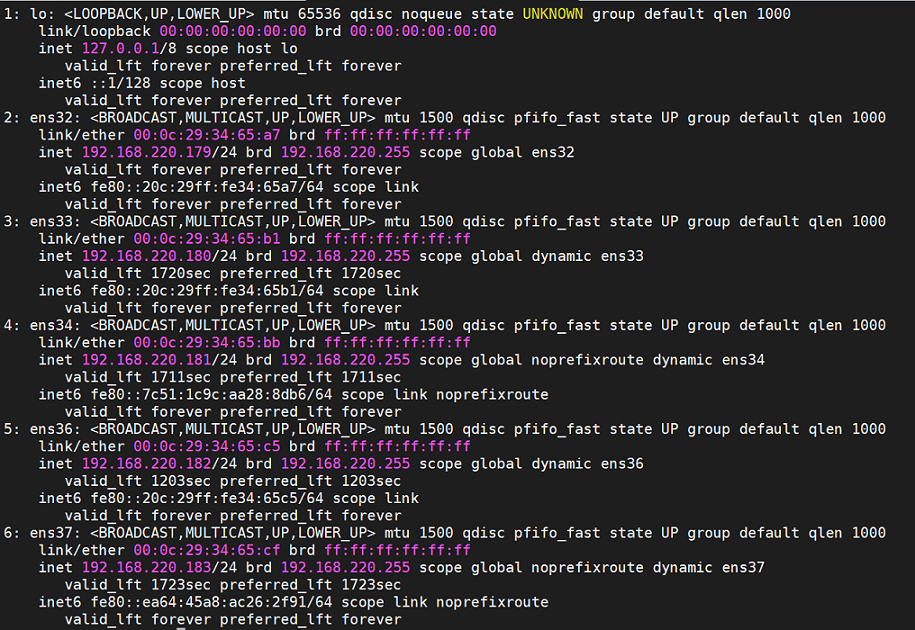 1: lo: <LOOPBACK,UP,LOWER_UP> mtu 65536 qdisc noqueue state UNKNOWN group default qlen 1000
    link/loopback 00:00:00:00:00:00 brd 00:00:00:00:00:00
    inet 127.0.0.1/8 scope host lo
       valid_lft forever preferred_lft forever
    inet6 ::1/128 scope host
       valid_lft forever preferred_lft forever
2: ens32: <BROADCAST,MULTICAST,UP,LOWER_UP> mtu 1500 qdisc pfifo_fast state UP group default qlen 1000
    link/ether 00:0c:29:34:65:a7 brd ff:ff:ff:ff:ff:ff
    inet 192.168.220.179/24 brd 192.168.220.255 scope global ens32
       valid_lft forever preferred_lft forever
    inet6 fe80::20c:29ff:fe34:65a7/64 scope link
       valid_lft forever preferred_lft forever
3: ens33: <BROADCAST,MULTICAST,UP,LOWER_UP> mtu 1500 qdisc pfifo_fast state UP group default qlen 1000
    link/ether 00:0c:29:34:65:b1 brd ff:ff:ff:ff:ff:ff
    inet 192.168.220.180/24 brd 192.168.220.255 scope global dynamic ens33
       valid_lft 1720sec preferred_lft 1720sec
    inet6 fe80::20c:29ff:fe34:65b1/64 scope link
       valid_lft forever preferred_lft forever
4: ens34: <BROADCAST,MULTICAST,UP,LOWER_UP> mtu 1500 qdisc pfifo_fast state UP group default qlen 1000
    link/ether 00:0c:29:34:65:bb brd ff:ff:ff:ff:ff:ff
    inet 192.168.220.181/24 brd 192.168.220.255 scope global noprefixroute dynamic ens34
       valid_lft 1711sec preferred_lft 1711sec
    inet6 fe80::7c51:1c9c:aa28:8db6/64 scope link noprefixroute
       valid_lft forever preferred_lft forever
5: ens36: <BROADCAST,MULTICAST,UP,LOWER_UP> mtu 1500 qdisc pfifo_fast state UP group default qlen 1000
    link/ether 00:0c:29:34:65:c5 brd ff:ff:ff:ff:ff:ff
    inet 192.168.220.182/24 brd 192.168.220.255 scope global dynamic ens36
       valid_lft 1203sec preferred_lft 1203sec
    inet6 fe80::20c:29ff:fe34:65c5/64 scope link
       valid_lft forever preferred_lft forever
6: ens37: <BROADCAST,MULTICAST,UP,LOWER_UP> mtu 1500 qdisc pfifo_fast state UP group default qlen 1000
    link/ether 00:0c:29:34:65:cf brd ff:ff:ff:ff:ff:ff
    inet 192.168.220.183/24 brd 192.168.220.255 scope global noprefixroute dynamic ens37
       valid_lft 1723sec preferred_lft 1723sec
    inet6 fe80::ea64:45a8:ac26:2f91/64 scope link noprefixroute
       valid_lft forever preferred_lft forever